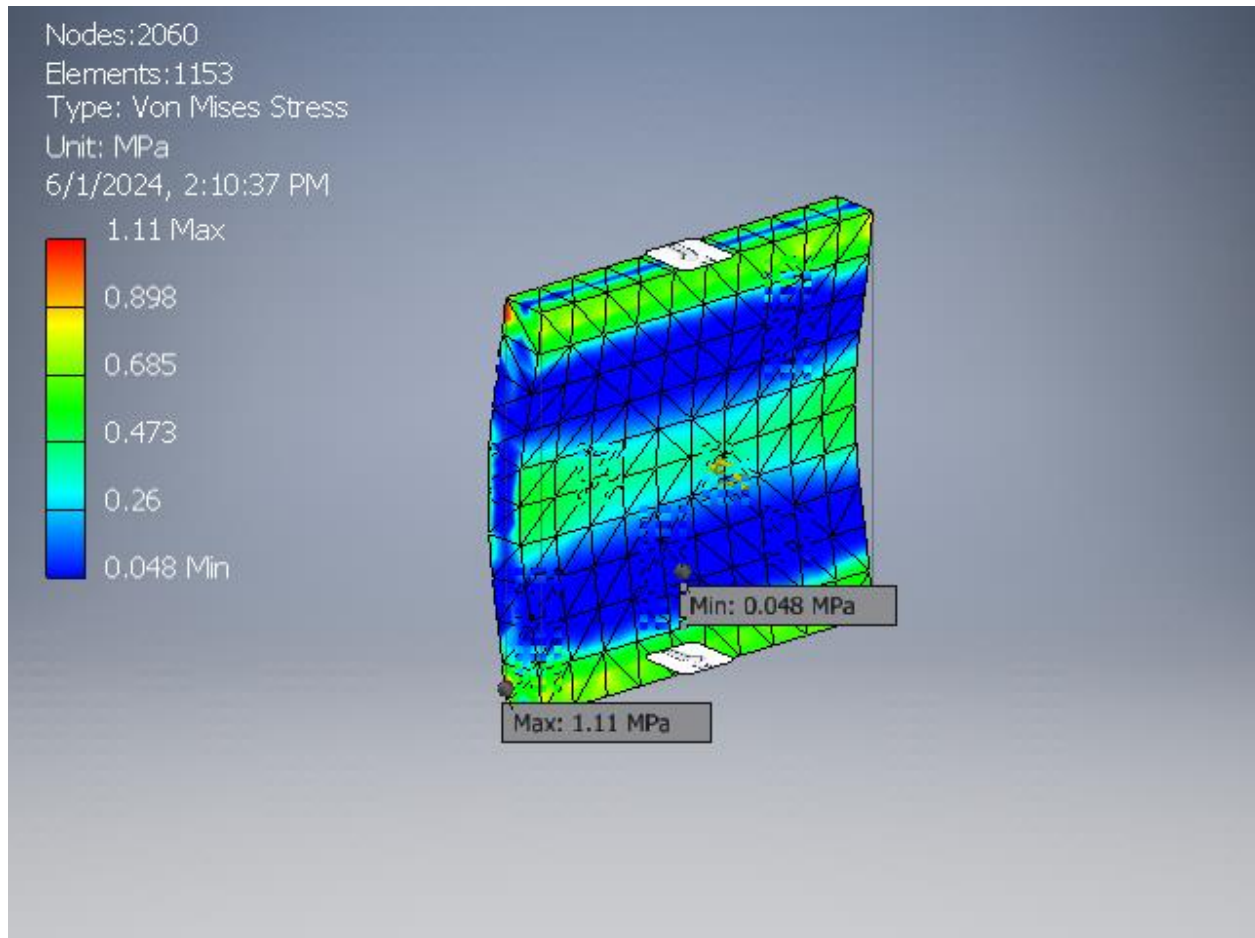 Nodes:2060
Elements:1153
Type: Von Mises Stress
Unit: MPa
6/1/2024, 2:10:37 PM
1.11 Max
0.898
0.685
0.473
0.26
0.048 Min
Min: 0.048 MPa
Max: 1.11 MPa